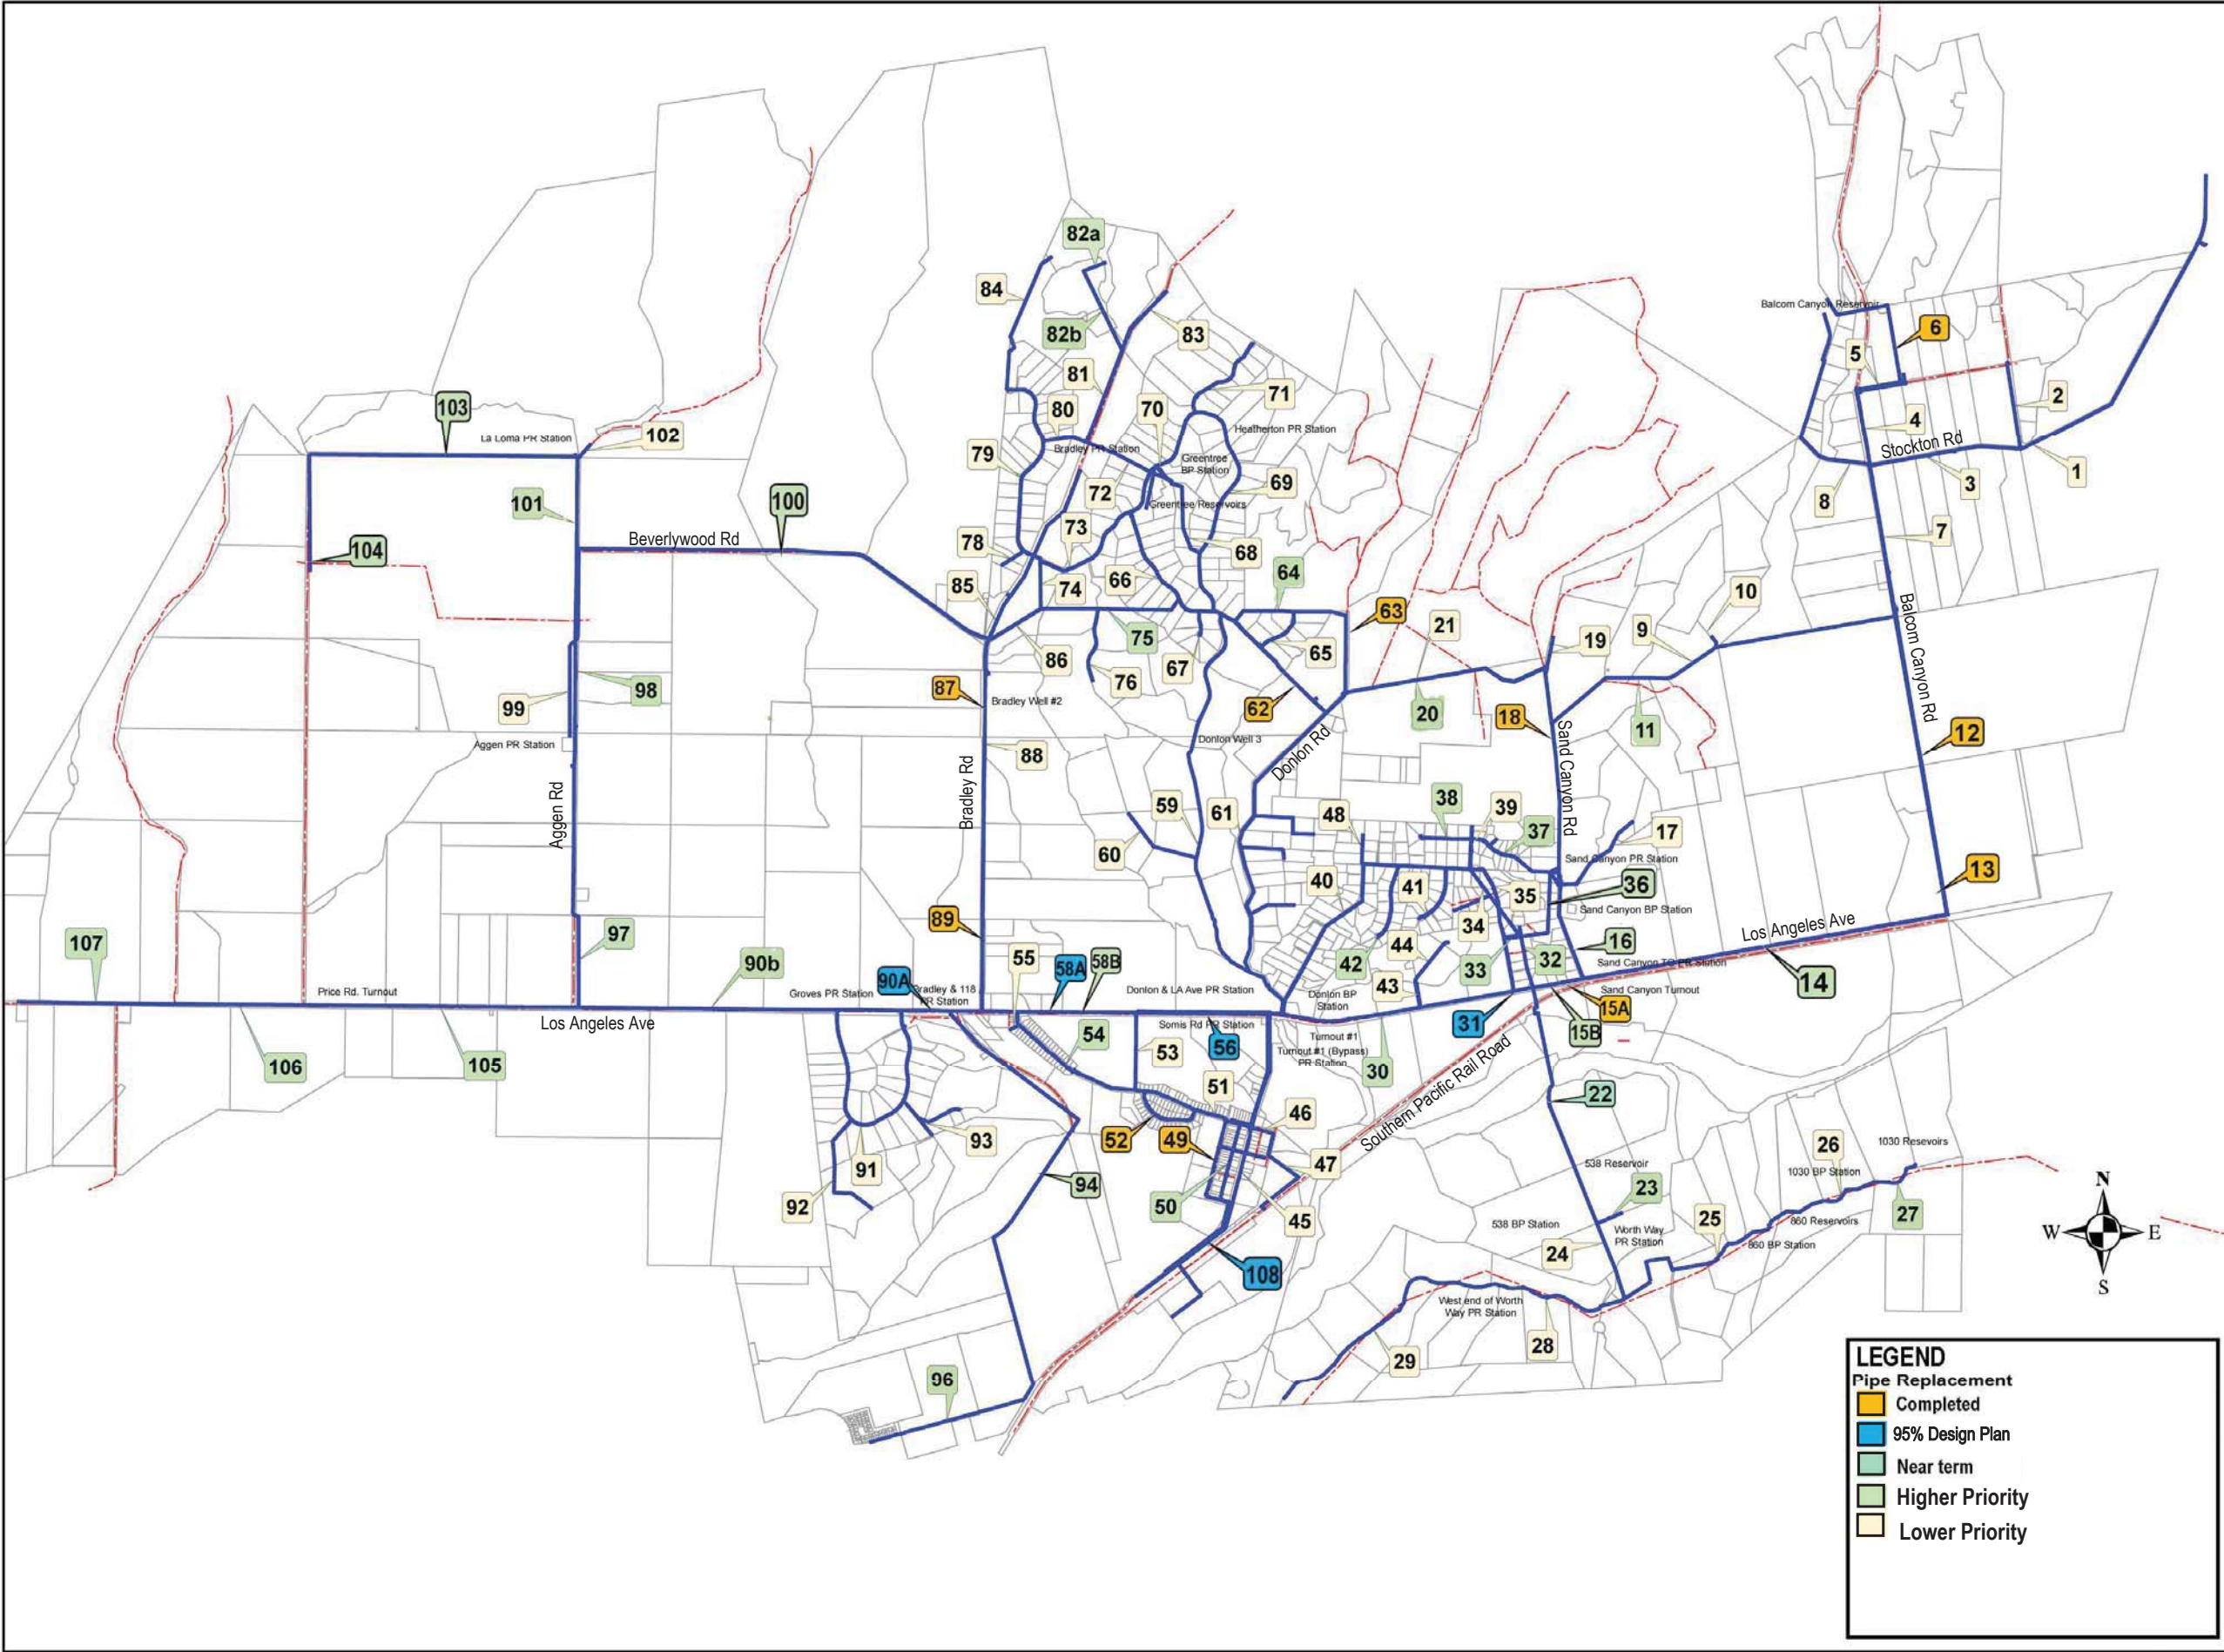 82a
84
82b
83
Balcom Canyon Reservoir
6
5
81
71
2
103
80
70
4
La Loma PR Station
102
Heatherton PR Station
Stockton Rd
Bradley PR Station
79
Greentree
BP Station
1
69
3
72
101
100
8
Greentree Reservoirs
73
7
Beverlywood Rd
78
104
68
64
66
85
74
10
63
Balcom Canyon Rd
21
9
75
19
65
86
67
76
98
87
Bradley Well #2
99
62
20
18
11
Sand Canyon Rd
12
Aggen PR Station
Donlon Well 3
Donlon Rd
88
Bradley Rd
Aggen Rd
38
59
61
48
39
37
17
60
Sand Canyon PR Station
13
40
41
35
36
Sand Canyon BP Station
89
34
Los Angeles Ave
97
107
44
16
55
90b
42
33
32
Sand Canyon TO PR Station
58A
58B
90A
14
Price Rd. Turnout
Groves PR Station
Bradley & 118
PR Station
Donlon & LA Ave PR Station
43
Donlon BP
Station
Sand Canyon Turnout
15A
Los Angeles Ave
Somis Rd PR Station
31
15B
54
Turnout #1
56
53
Turnout #1 (Bypass)
PR Station
106
105
30
Southern Pacific Rail Road
51
22
46
52
49
93
26
1030 Resevoirs
91
47
538 Reservoir
1030 BP Station
94
23
N
92
50
45
27
25
860 Reservoirs
538 BP Station
Worth Way
PR Station
W
E
24
860 BP Station
108
S
West end of Worth
Way PR Station
28
29
96
LEGEND
Pipe Replacement
Completed
95% Design Plan
Near term
Higher Priority
Lower Priority